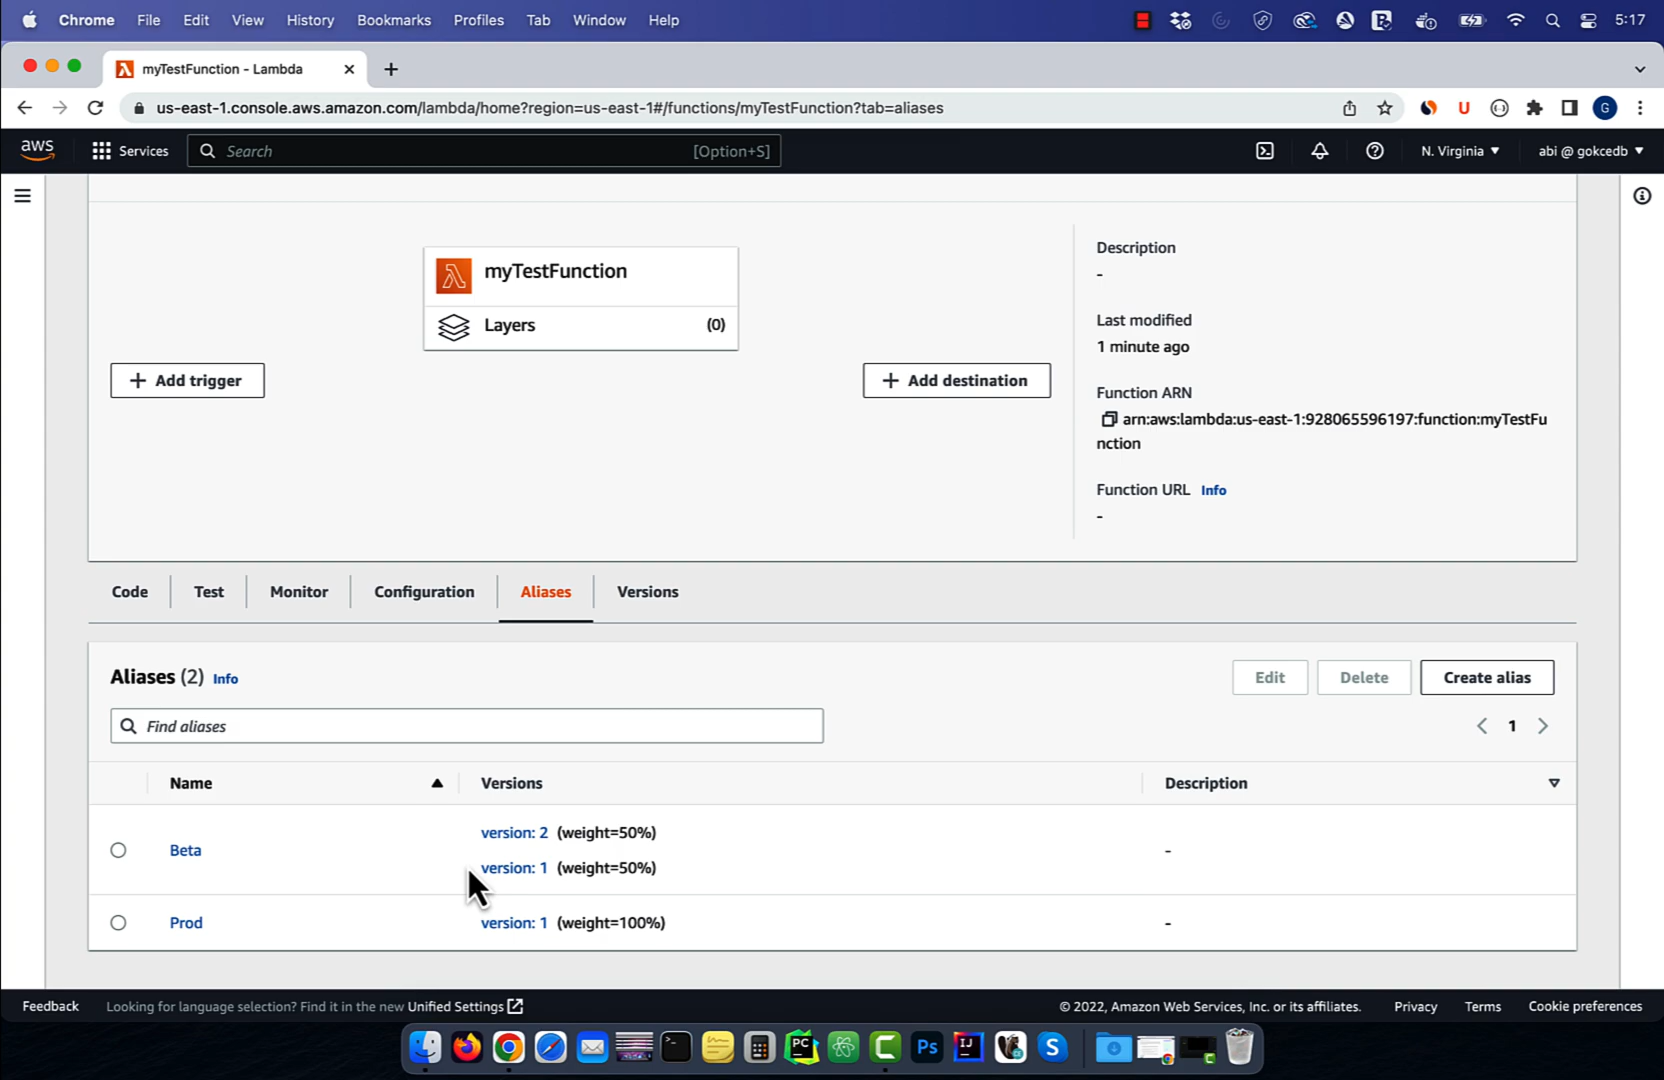 Chrome File Edit View History Bookmarks Profiles Tab Window Help 5:17
myTestFunction - Lambda
us-east-1.console.aws.amazon.com/lambda/home?region=us-east-1#/functions/myTestFunction?tab=aliases
U G
aws Services Search [Option+S] N. Virginia abi @ gokcedb
myTestFunction
Layers (0)
+ Add trigger
+ Add destination
Description
-
Last modified
1 minute ago
Function ARN
arn:aws:lambda:us-east-1:928065596197:function:myTestFu
nction
Function URL Info
-
Code Test Monitor Configuration Aliases Versions
Aliases (2) Info Edit Delete Create alias
Find aliases 1
Name Versions Description
Beta version: 2 (weight=50%) -
version: 1 (weight=50%)
Prod version: 1 (weight=100%) -
Feedback Looking for language selection? Find it in the new Unified Settings © 2022, Amazon Web Services, Inc. or its affiliates. Privacy Terms Cookie preferences
PC C Ps IJ S